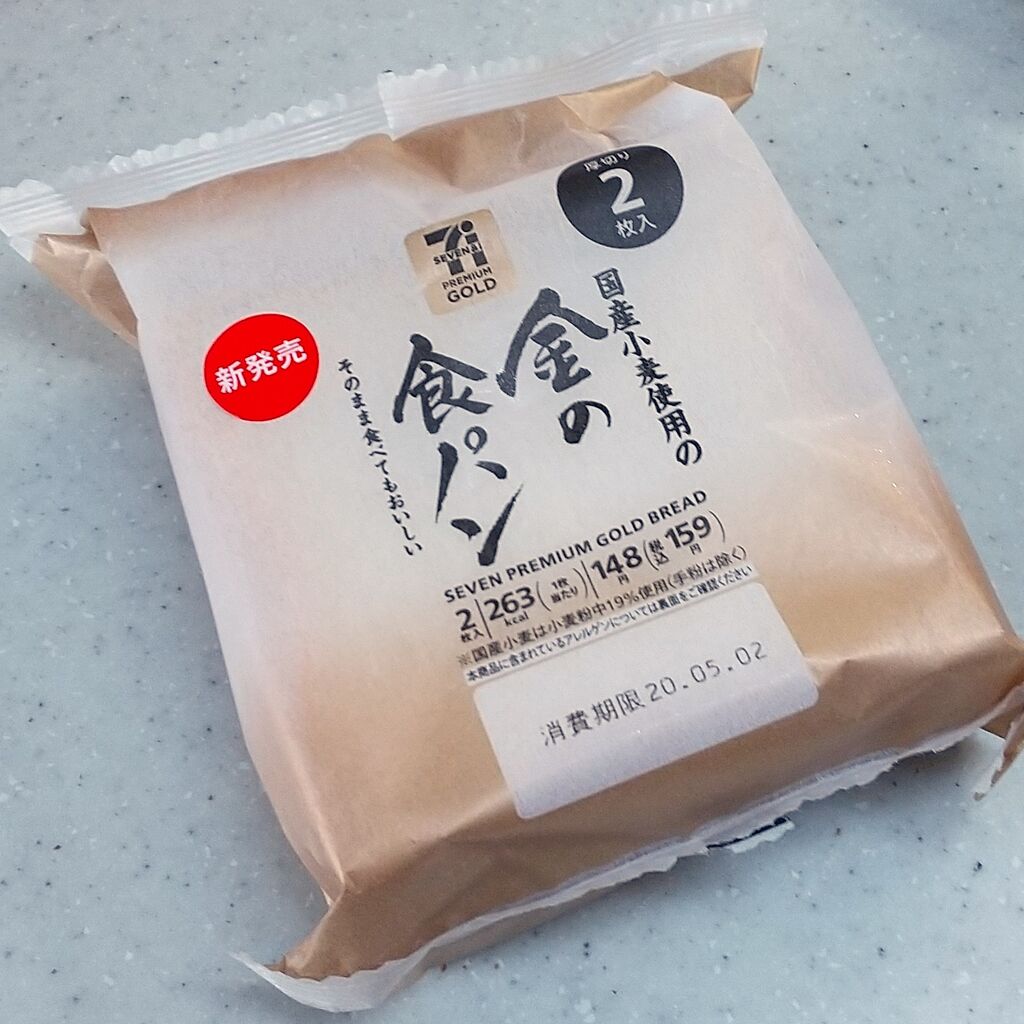 厚切り
2
枚入
SEVEN&i
PREMIUM
GOLD
新発売
国産小麦使用の
金の
食パン
そのまま食べてもおいしい
SEVEN PREMIUM GOLD BREAD
2枚入 263kcal(1枚当たり) 148円(税込159円)
※国産小麦は小麦粉中19%使用(手粉は除く)
本商品に含まれているアレルゲンについては裏面をご確認ください
消費期限20.05.02